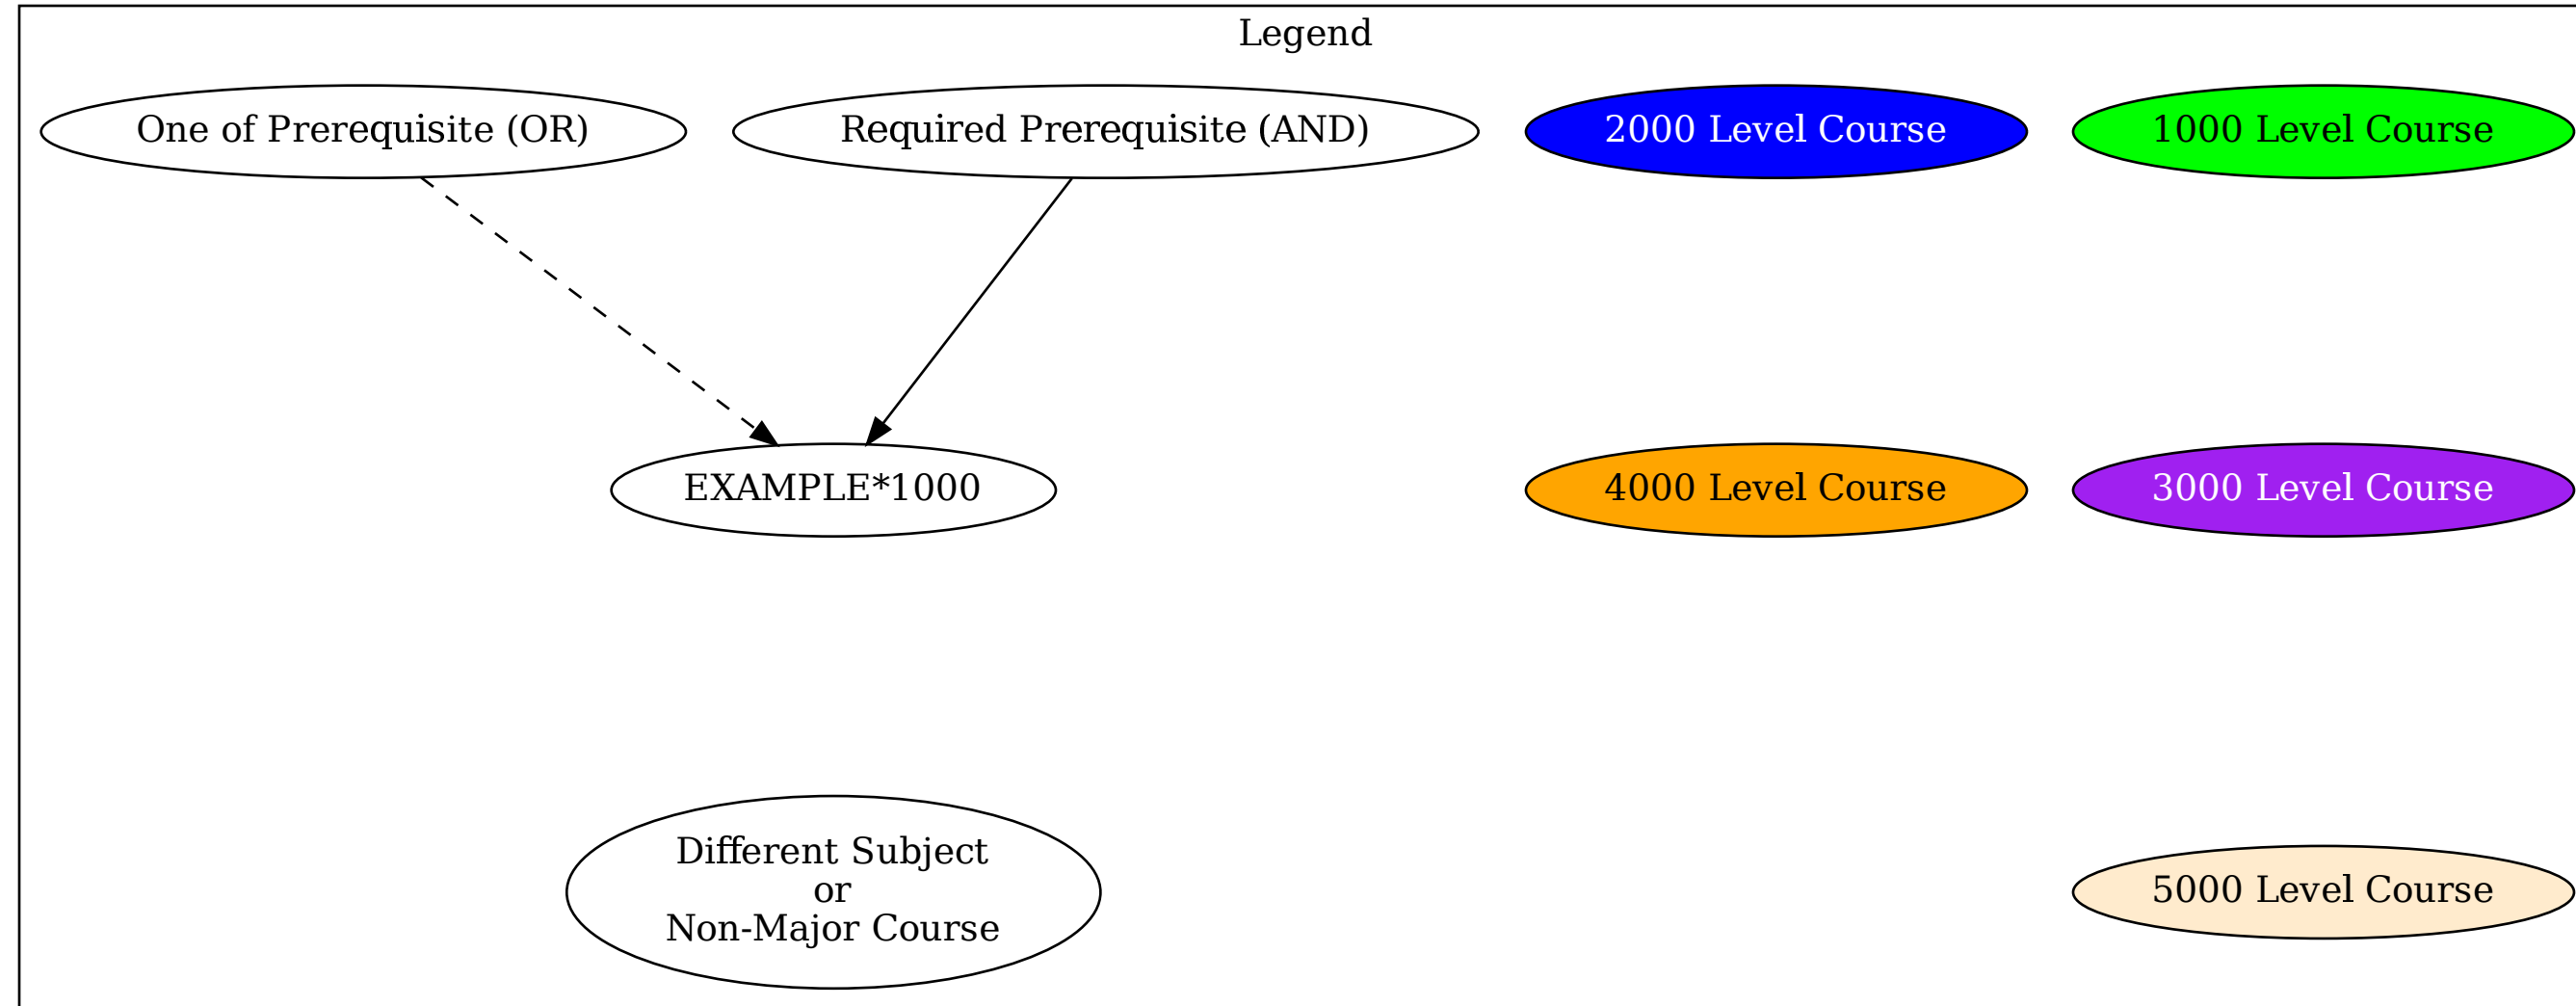 Legend
One of Prerequisite (OR)
Required Prerequisite (AND)
2000 Level Course
1000 Level Course
EXAMPLE*1000
4000 Level Course
3000 Level Course
Different Subject
or
Non-Major Course
5000 Level Course